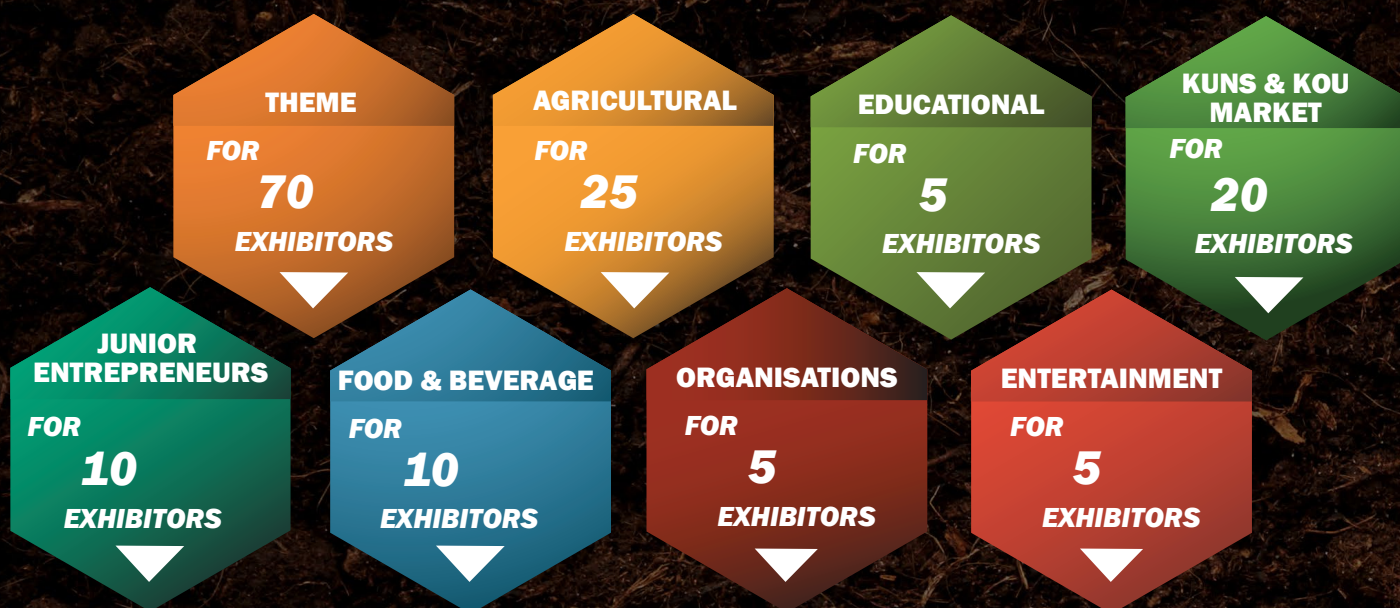 THEME
FOR
70
EXHIBITORS
AGRICULTURAL
FOR
25
EXHIBITORS
EDUCATIONAL
FOR
5
EXHIBITORS
KUNS & KOU
MARKET
FOR
20
EXHIBITORS
JUNIOR
ENTREPRENEURS
FOR
10
EXHIBITORS
FOOD & BEVERAGE
FOR
10
EXHIBITORS
ORGANISATIONS
FOR
5
EXHIBITORS
ENTERTAINMENT
FOR
5
EXHIBITORS